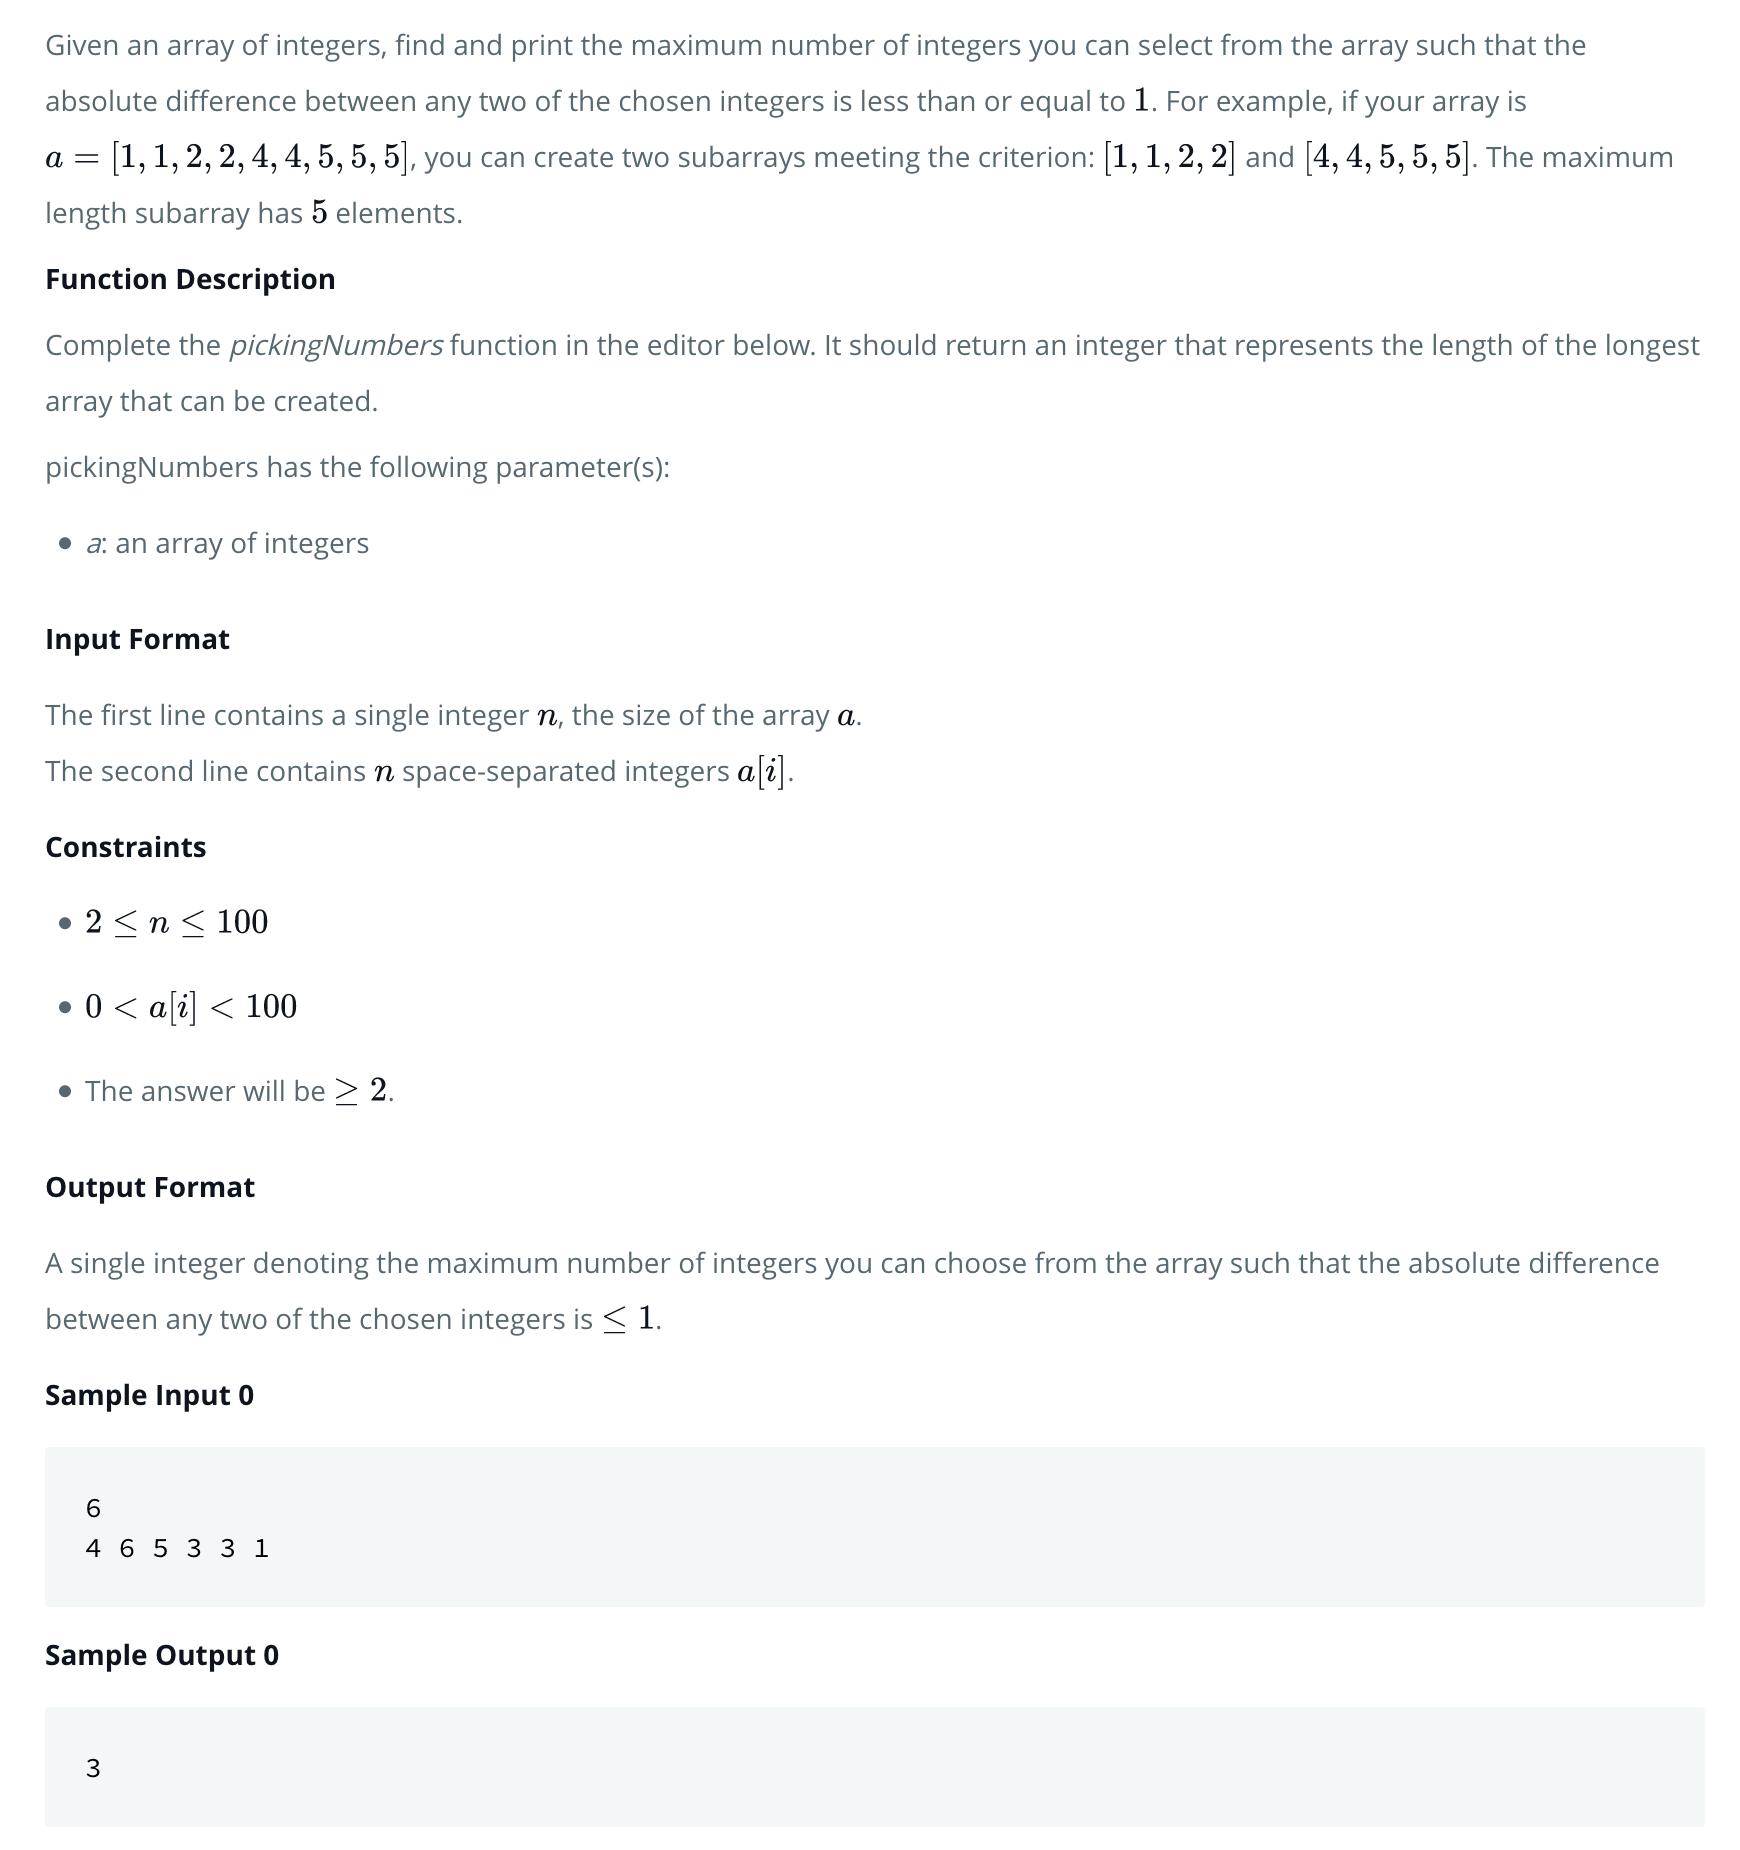 Given an array of integers, find and print the maximum number of integers you can select from the array such that the
absolute difference between any two of the chosen integers is less than or equal to 1. For example, if your array is
a = [1, 1, 2, 2, 4, 4, 5, 5, 5], you can create two subarrays meeting the criterion: [1, 1, 2, 2] and [4, 4, 5, 5, 5]. The maximum
length subarray has 5 elements.
Function Description
Complete the pickingNumbers function in the editor below. It should return an integer that represents the length of the longest
array that can be created.
pickingNumbers has the following parameter(s):
• a: an array of integers
Input Format
The first line contains a single integer n, the size of the array a.
The second line contains n space-separated integers a[i].
Constraints
• 2 ≤ n ≤ 100
• 0 < a[i] < 100
• The answer will be ≥ 2.
Output Format
A single integer denoting the maximum number of integers you can choose from the array such that the absolute difference
between any two of the chosen integers is ≤ 1.
Sample Input 0
6
4 6 5 3 3 1
Sample Output 0
3